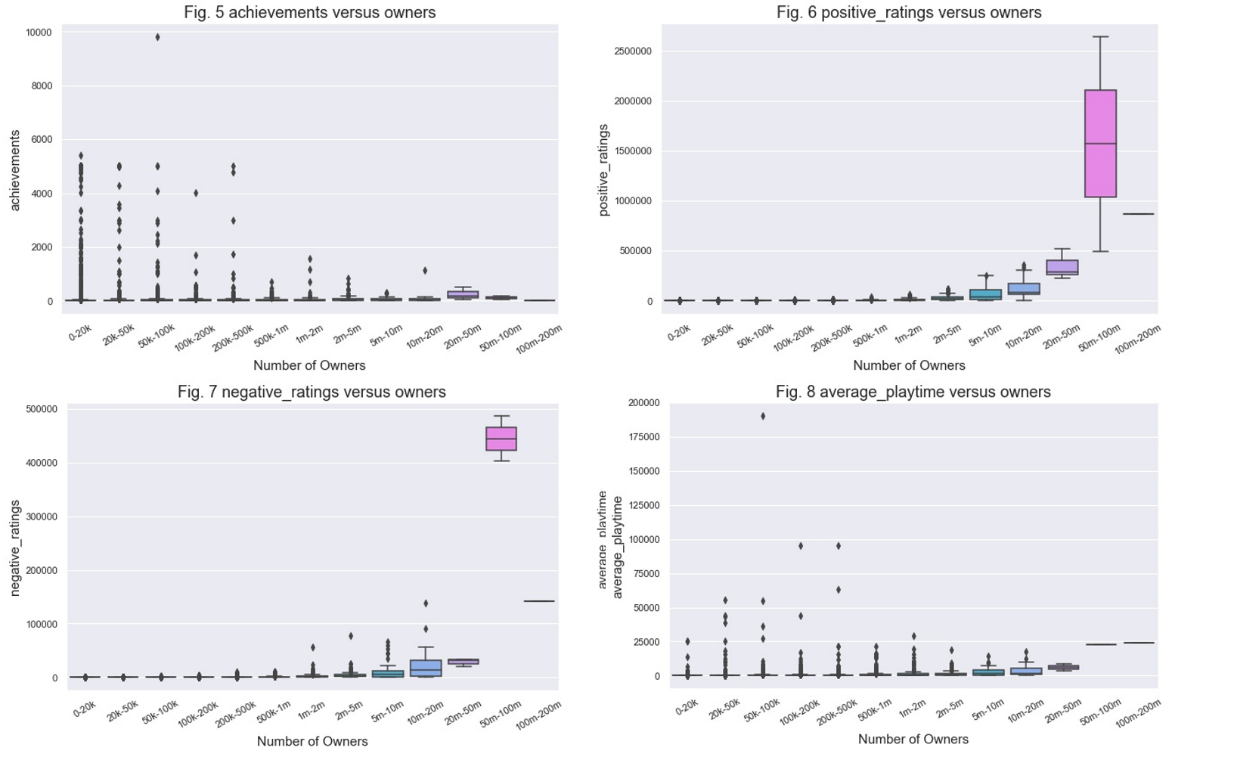 Fig. 5 achievements versus owners
10000
8000
6000
4000
2000
0
achievements
0-20k
20k-50k
50k-100k
100k-200k
200k-500k
500k-1m
1m-2m
2m-5m
5m-10m
10m-20m
20m-50m
50m-100m
100m-200m
Number of Owners
Fig. 6 positive_ratings versus owners
2500000
2000000
1500000
1000000
500000
0
positive_ratings
0-20k
20k-50k
50k-100k
100k-200k
200k-500k
500k-1m
1m-2m
2m-5m
5m-10m
10m-20m
20m-50m
50m-100m
100m-200m
Number of Owners
Fig. 7 negative_ratings versus owners
500000
400000
300000
200000
100000
0
negative_ratings
0-20k
20k-50k
50k-100k
100k-200k
200k-500k
500k-1m
1m-2m
2m-5m
5m-10m
10m-20m
20m-50m
50m-100m
100m-200m
Number of Owners
Fig. 8 average_playtime versus owners
200000
175000
150000
125000
100000
75000
50000
25000
0
average_playtime
average_playtime
0-20k
20k-50k
50k-100k
100k-200k
200k-500k
500k-1m
1m-2m
2m-5m
5m-10m
10m-20m
20m-50m
50m-100m
100m-200m
Number of Owners